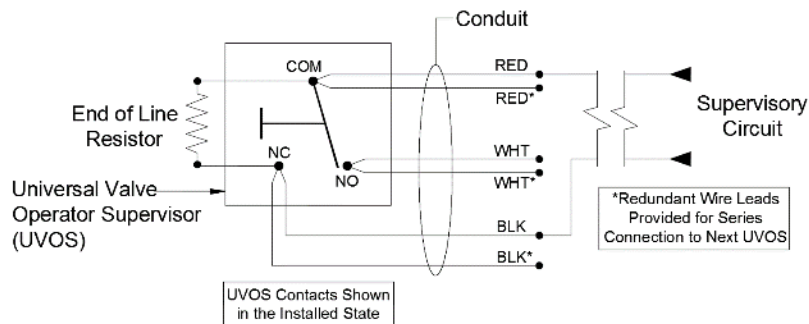 Conduit
COM
RED
RED*
End of Line
Resistor
Supervisory
Circuit
NC
NO
WHT
WHT*
Universal Valve
Operator Supervisor
(UVOS)
*Redundant Wire Leads
Provided for Series
Connection to Next UVOS
BLK
BLK*
UVOS Contacts Shown
in the Installed State